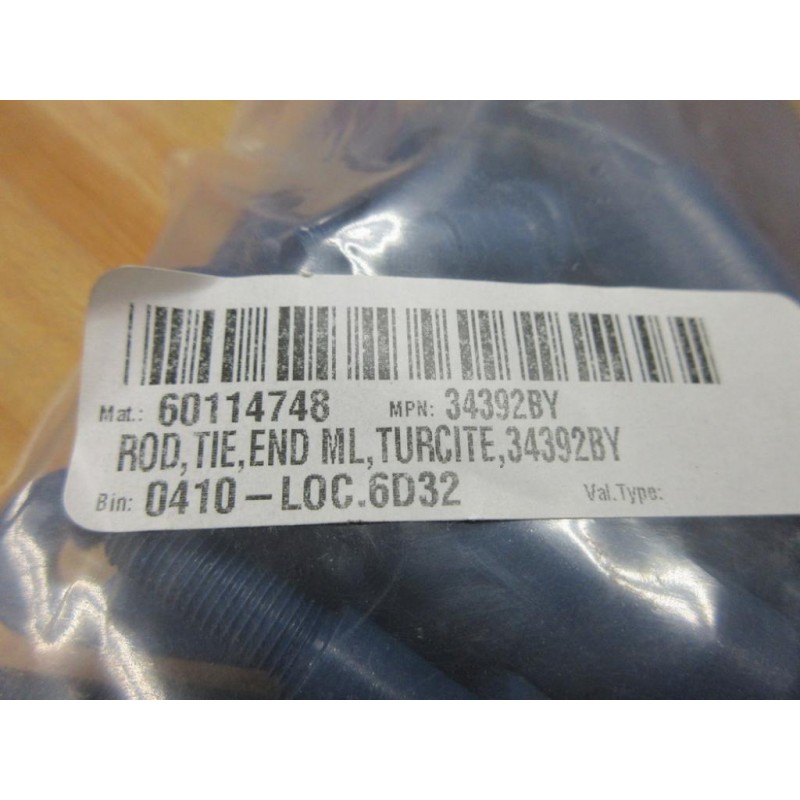 Mat.: 60114748 MPN: 34392BY
ROD,TIE,END ML,TURCITE,34392BY
Bin: 0410-LOC.6D32 Val.Type: